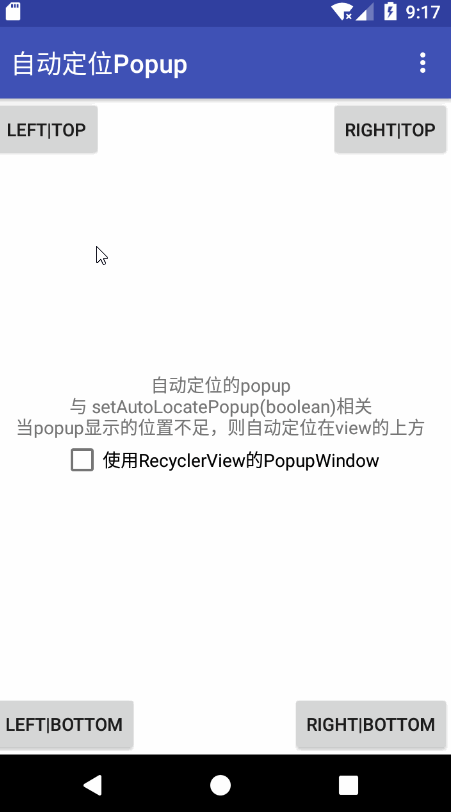 9:17
自动定位Popup
LEFT|TOP
RIGHT|TOP
自动定位的popup
与 setAutoLocatePopup(boolean)相关
当popup显示的位置不足，则自动定位在view的上方
使用RecyclerView的PopupWindow
LEFT|BOTTOM
RIGHT|BOTTOM